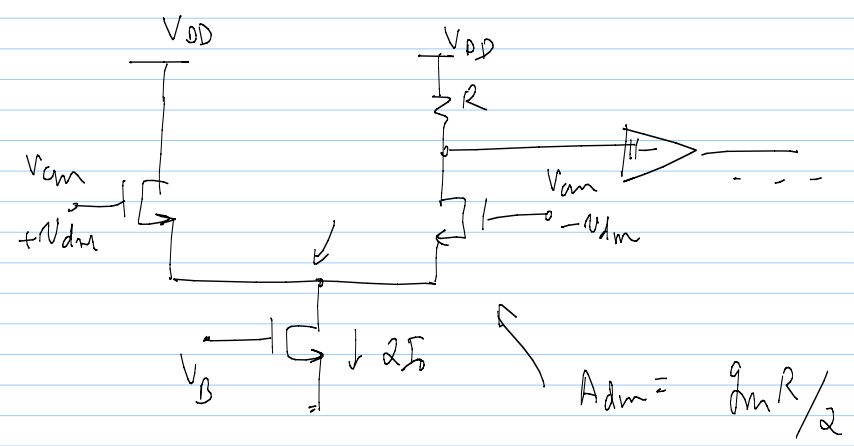 VDD
VDD
R
Vcm
+Vdm
Vcm
-Vdm
VB
2I0
Adm = gmR/2